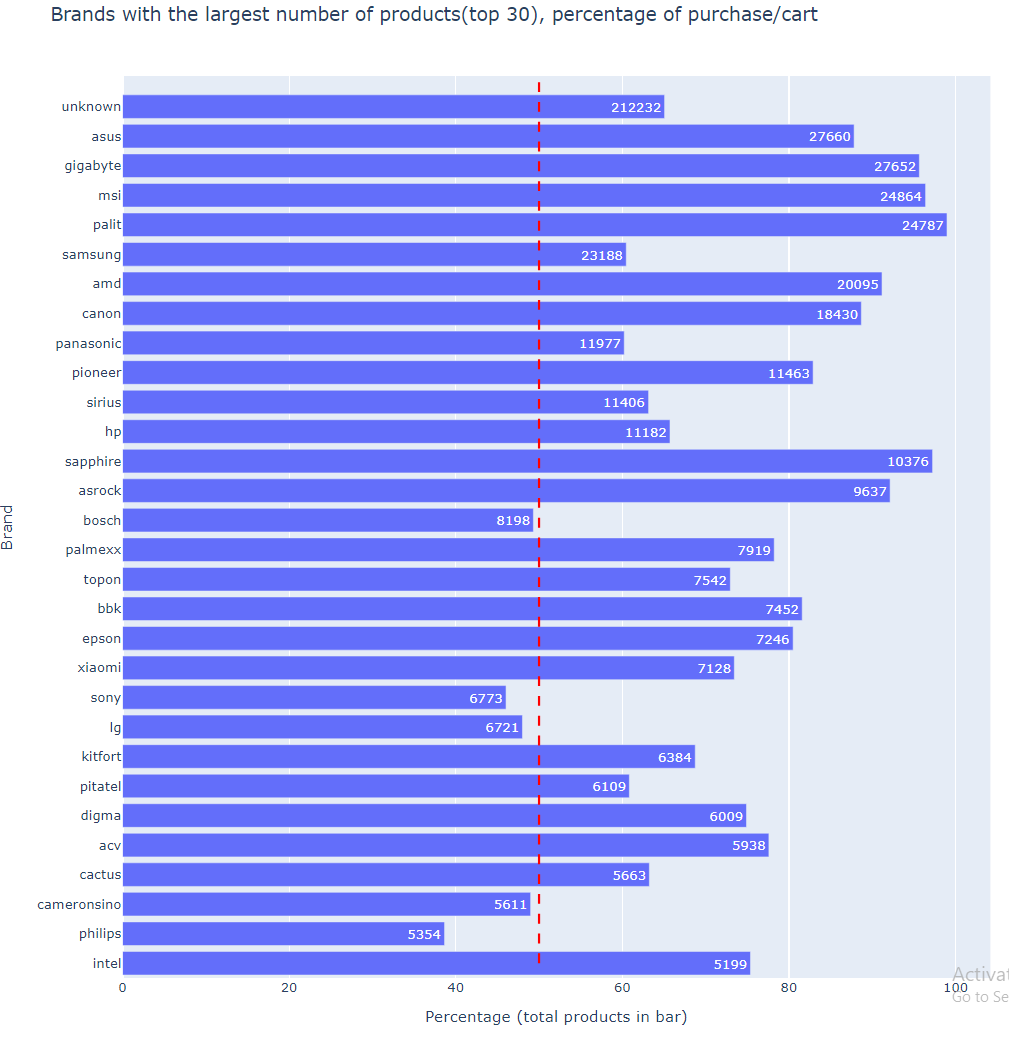 Brands with the largest number of products(top 30), percentage of purchase/cart
unknown 212232
asus 27660
gigabyte 27652
msi 24864
palit 24787
samsung 23188
amd 20095
canon 18430
panasonic 11977
pioneer 11463
sirius 11406
hp 11182
sapphire 10376
asrock 9637
bosch 8198
Brand
palmexx 7919
topon 7542
bbk 7452
epson 7246
xiaomi 7128
sony 6773
lg 6721
kitfort 6384
pitatel 6109
digma 6009
acv 5938
cactus 5663
cameronsino 5611
philips 5354
intel 5199
0 20 40 60 80 100
Percentage (total products in bar)
Activat
Go to Se